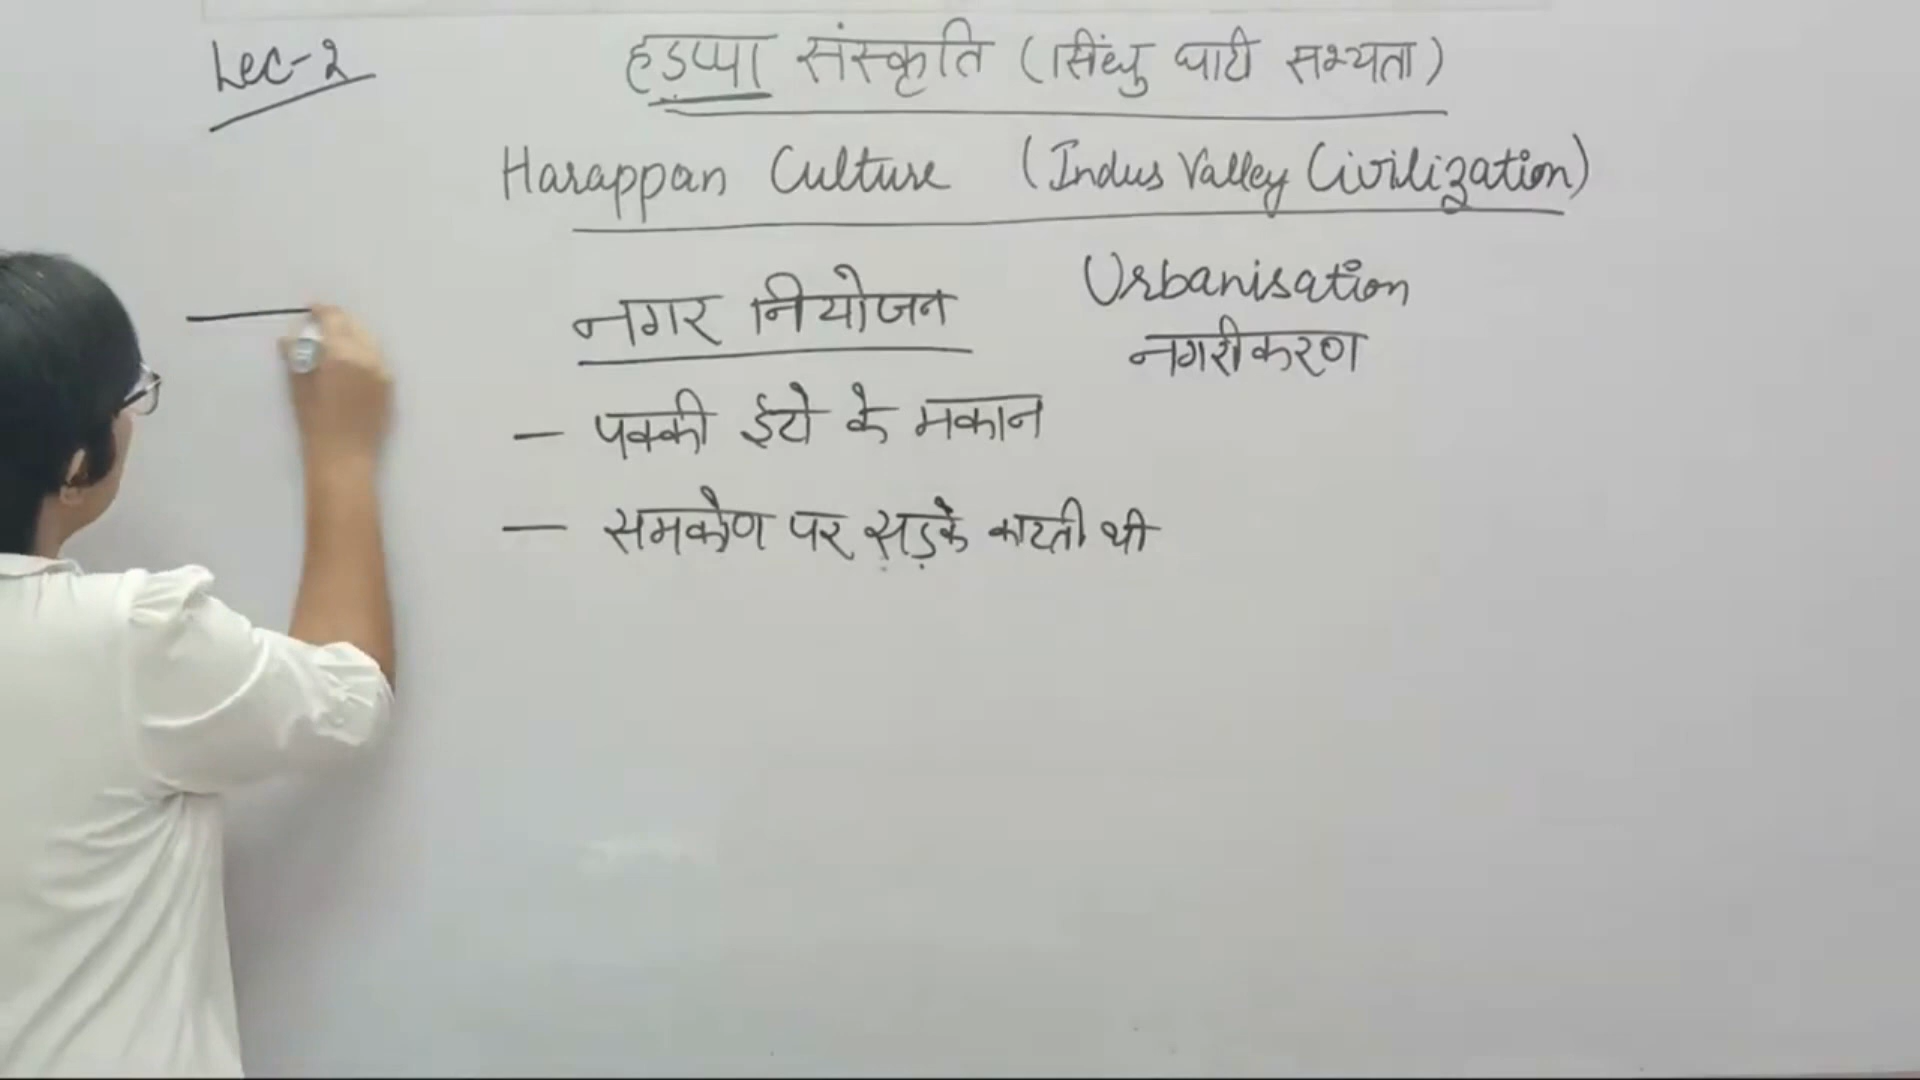 Lec-2
हड़प्पा संस्कृति (सिंधु घाटी सभ्यता)
Harappan Culture (Indus Valley Civilization)
नगर नियोजन
Urbanisation
नगरीकरण
— पक्की ईटो के मकान
— समकोण पर सड़के काटती थी